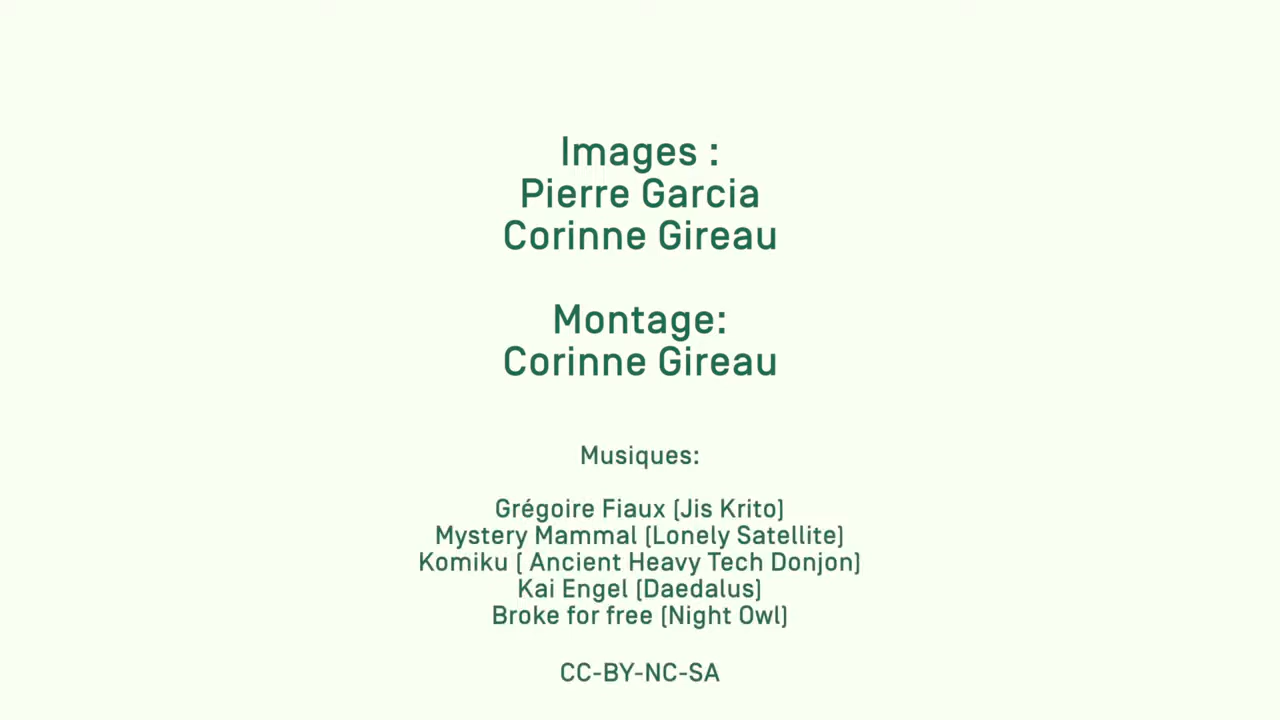 Images :
Pierre Garcia
Corinne Gireau
Montage:
Corinne Gireau
Musiques:
Grégoire Fiaux (Jis Krito)
Mystery Mammal (Lonely Satellite)
Komiku ( Ancient Heavy Tech Donjon)
Kai Engel (Daedalus)
Broke for free (Night Owl)
CC-BY-NC-SA